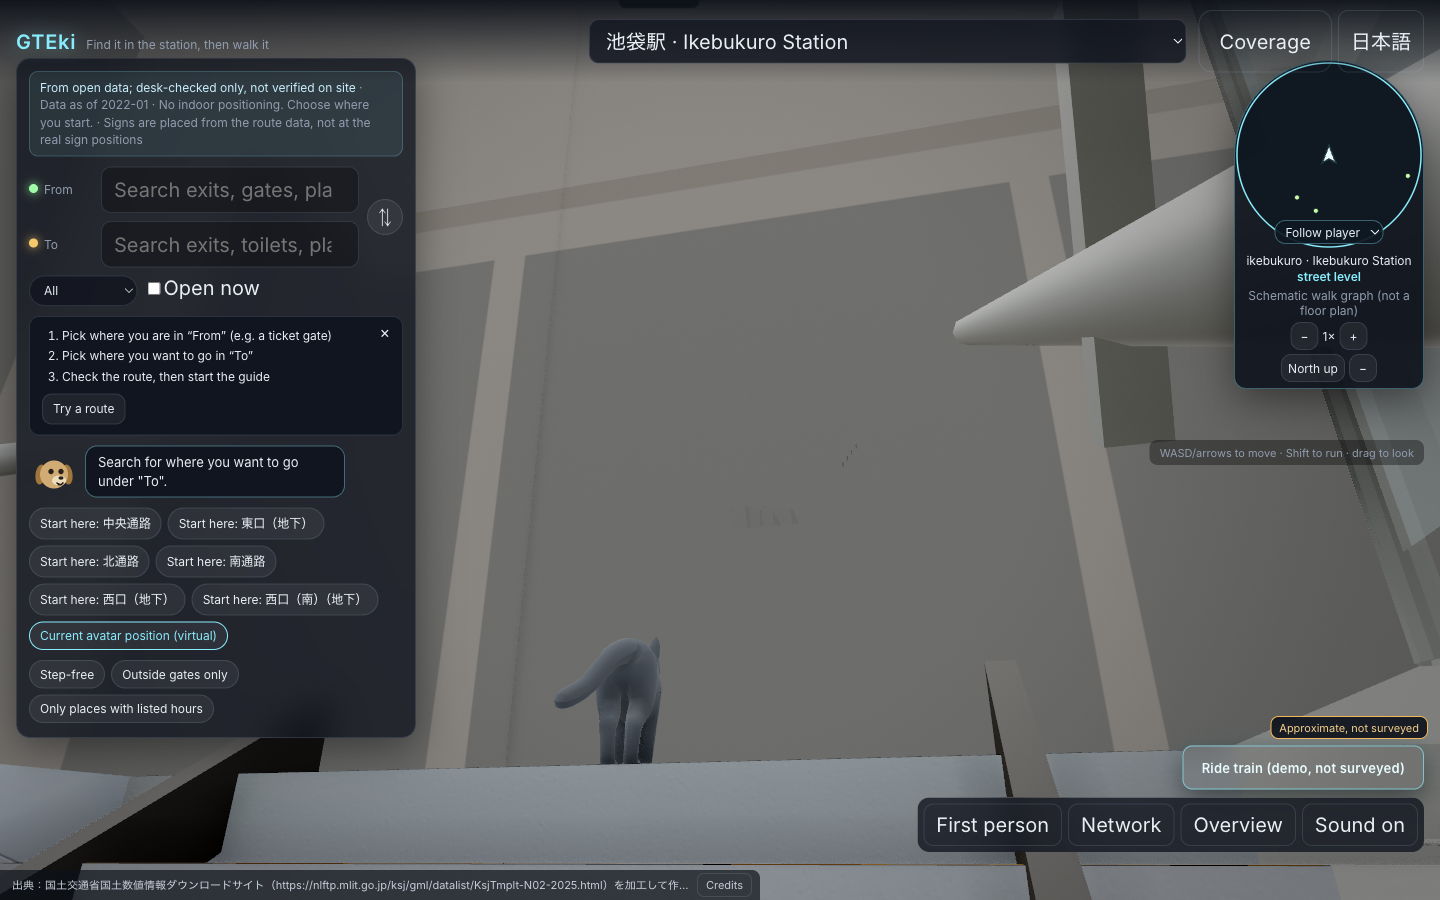 GTEki Find it in the station, then walk it
池袋駅 · Ikebukuro Station
Coverage
日本語
From open data; desk-checked only, not verified on site ·
Data as of 2022-01 · No indoor positioning. Choose where
you start. · Signs are placed from the route data, not at the
real sign positions
From
Search exits, gates, pla
To
Search exits, toilets, pla
All
Open now
1. Pick where you are in “From” (e.g. a ticket gate)
2. Pick where you want to go in “To”
3. Check the route, then start the guide
Try a route
Search for where you want to go
under "To".
Start here: 中央通路
Start here: 東口（地下）
Start here: 北通路
Start here: 南通路
Start here: 西口（地下）
Start here: 西口（南）（地下）
Current avatar position (virtual)
Step-free
Outside gates only
Only places with listed hours
Follow player
ikebukuro · Ikebukuro Station
street level
Schematic walk graph (not a
floor plan)
− 1× +
North up −
WASD/arrows to move · Shift to run · drag to look
Approximate, not surveyed
Ride train (demo, not surveyed)
First person
Network
Overview
Sound on
出典：国土交通省国土数値情報ダウンロードサイト（https://nlftp.mlit.go.jp/ksj/gml/datalist/KsjTmplt-N02-2025.html）を加工して作…
Credits